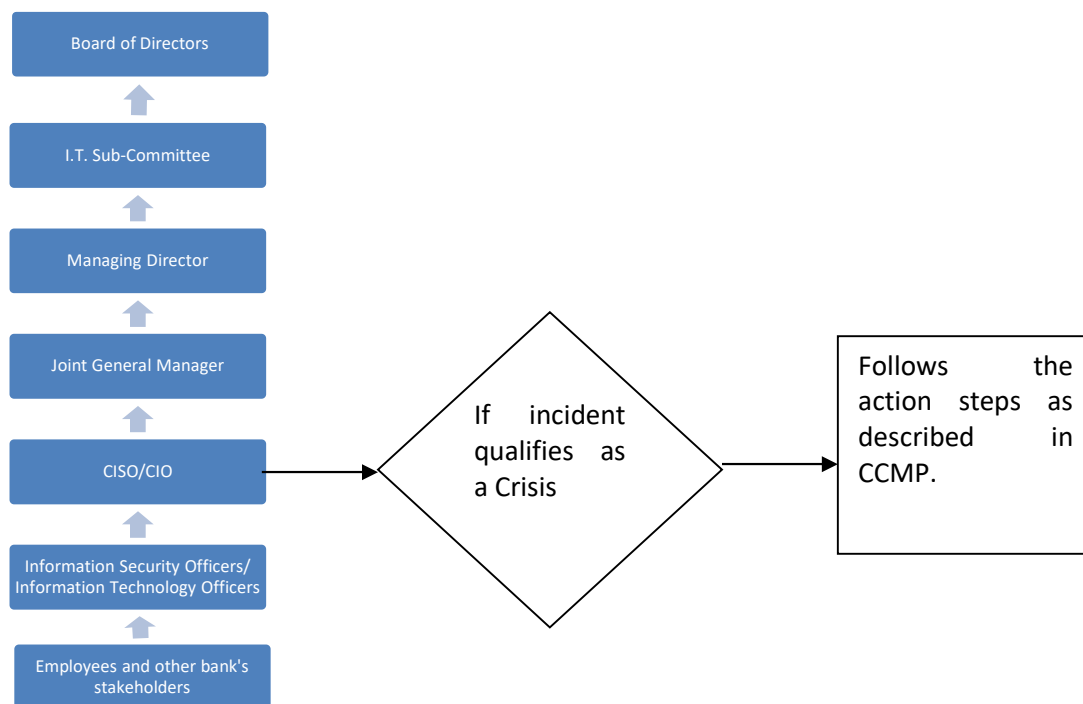 Board of Directors
I.T. Sub-Committee
Managing Director
Joint General Manager
CISO/CIO
Information Security Officers/
Information Technology Officers
Employees and other bank's
stakeholders
If incident
qualifies as
a Crisis
Follows the
action steps as
described in
CCMP.